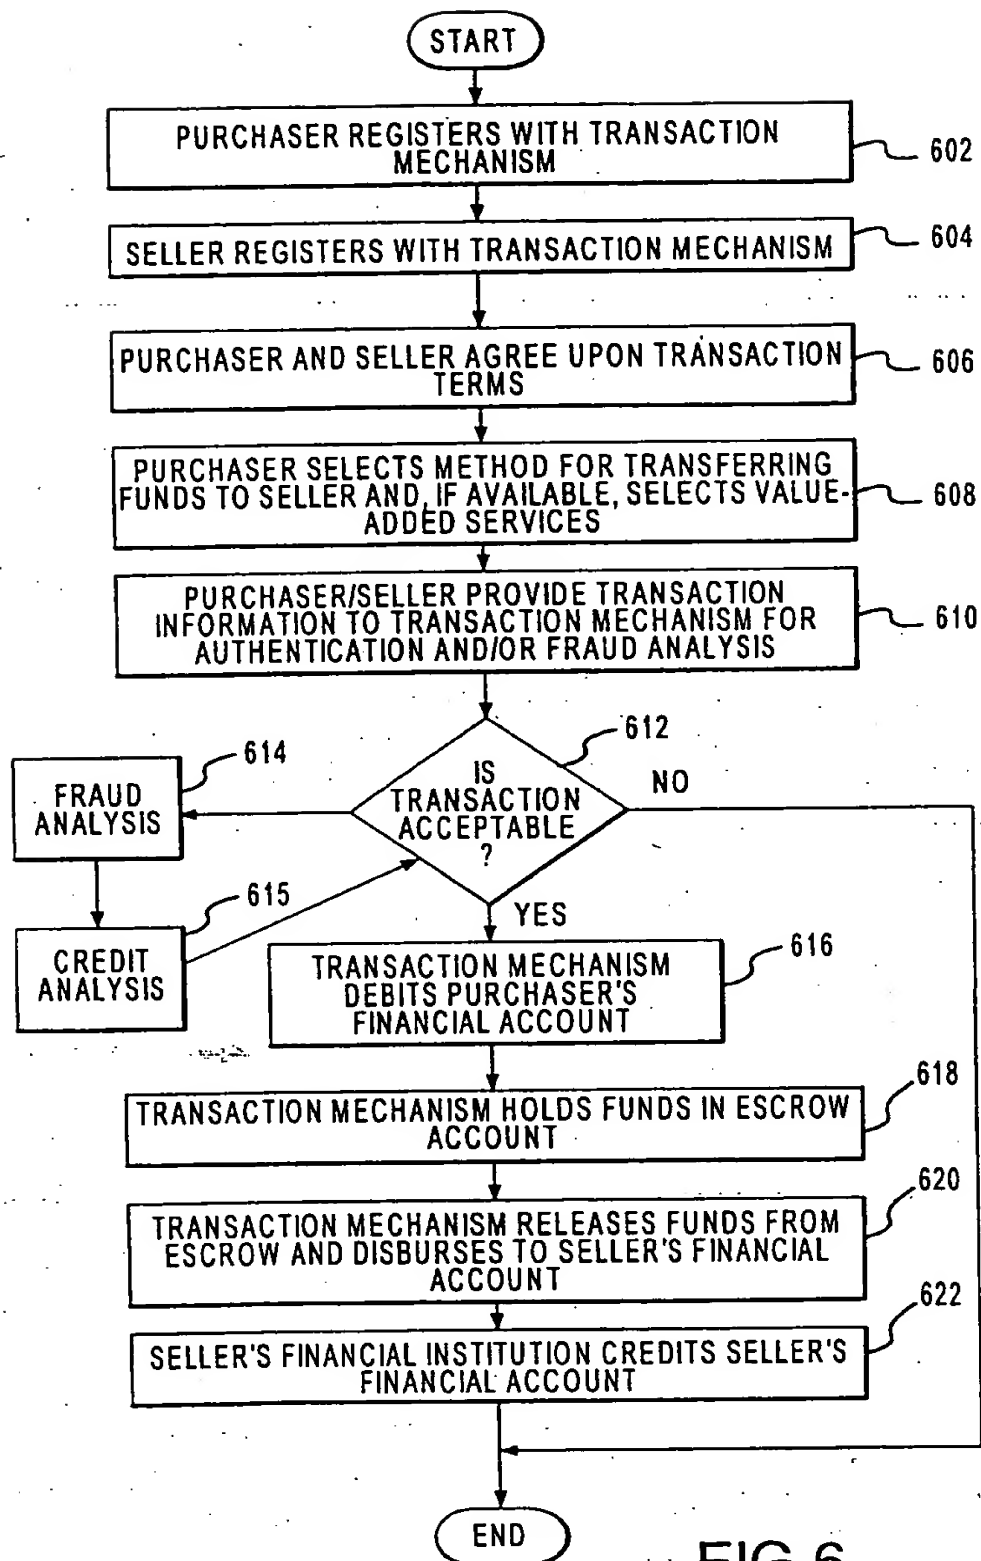 START
PURCHASER REGISTERS WITH TRANSACTION
MECHANISM
602
SELLER REGISTERS WITH TRANSACTION MECHANISM
604
PURCHASER AND SELLER AGREE UPON TRANSACTION
TERMS
606
PURCHASER SELECTS METHOD FOR TRANSFERRING
FUNDS TO SELLER AND, IF AVAILABLE, SELECTS VALUE-
ADDED SERVICES
608
PURCHASER/SELLER PROVIDE TRANSACTION
INFORMATION TO TRANSACTION MECHANISM FOR
AUTHENTICATION AND/OR FRAUD ANALYSIS
610
612
IS
TRANSACTION
ACCEPTABLE
?
NO
614
FRAUD
ANALYSIS
615
CREDIT
ANALYSIS
YES
TRANSACTION MECHANISM
DEBITS PURCHASER'S
FINANCIAL ACCOUNT
616
TRANSACTION MECHANISM HOLDS FUNDS IN ESCROW
ACCOUNT
618
TRANSACTION MECHANISM RELEASES FUNDS FROM
ESCROW AND DISBURSES TO SELLER'S FINANCIAL
ACCOUNT
620
SELLER'S FINANCIAL INSTITUTION CREDITS SELLER'S
FINANCIAL ACCOUNT
622
END
FIG 6